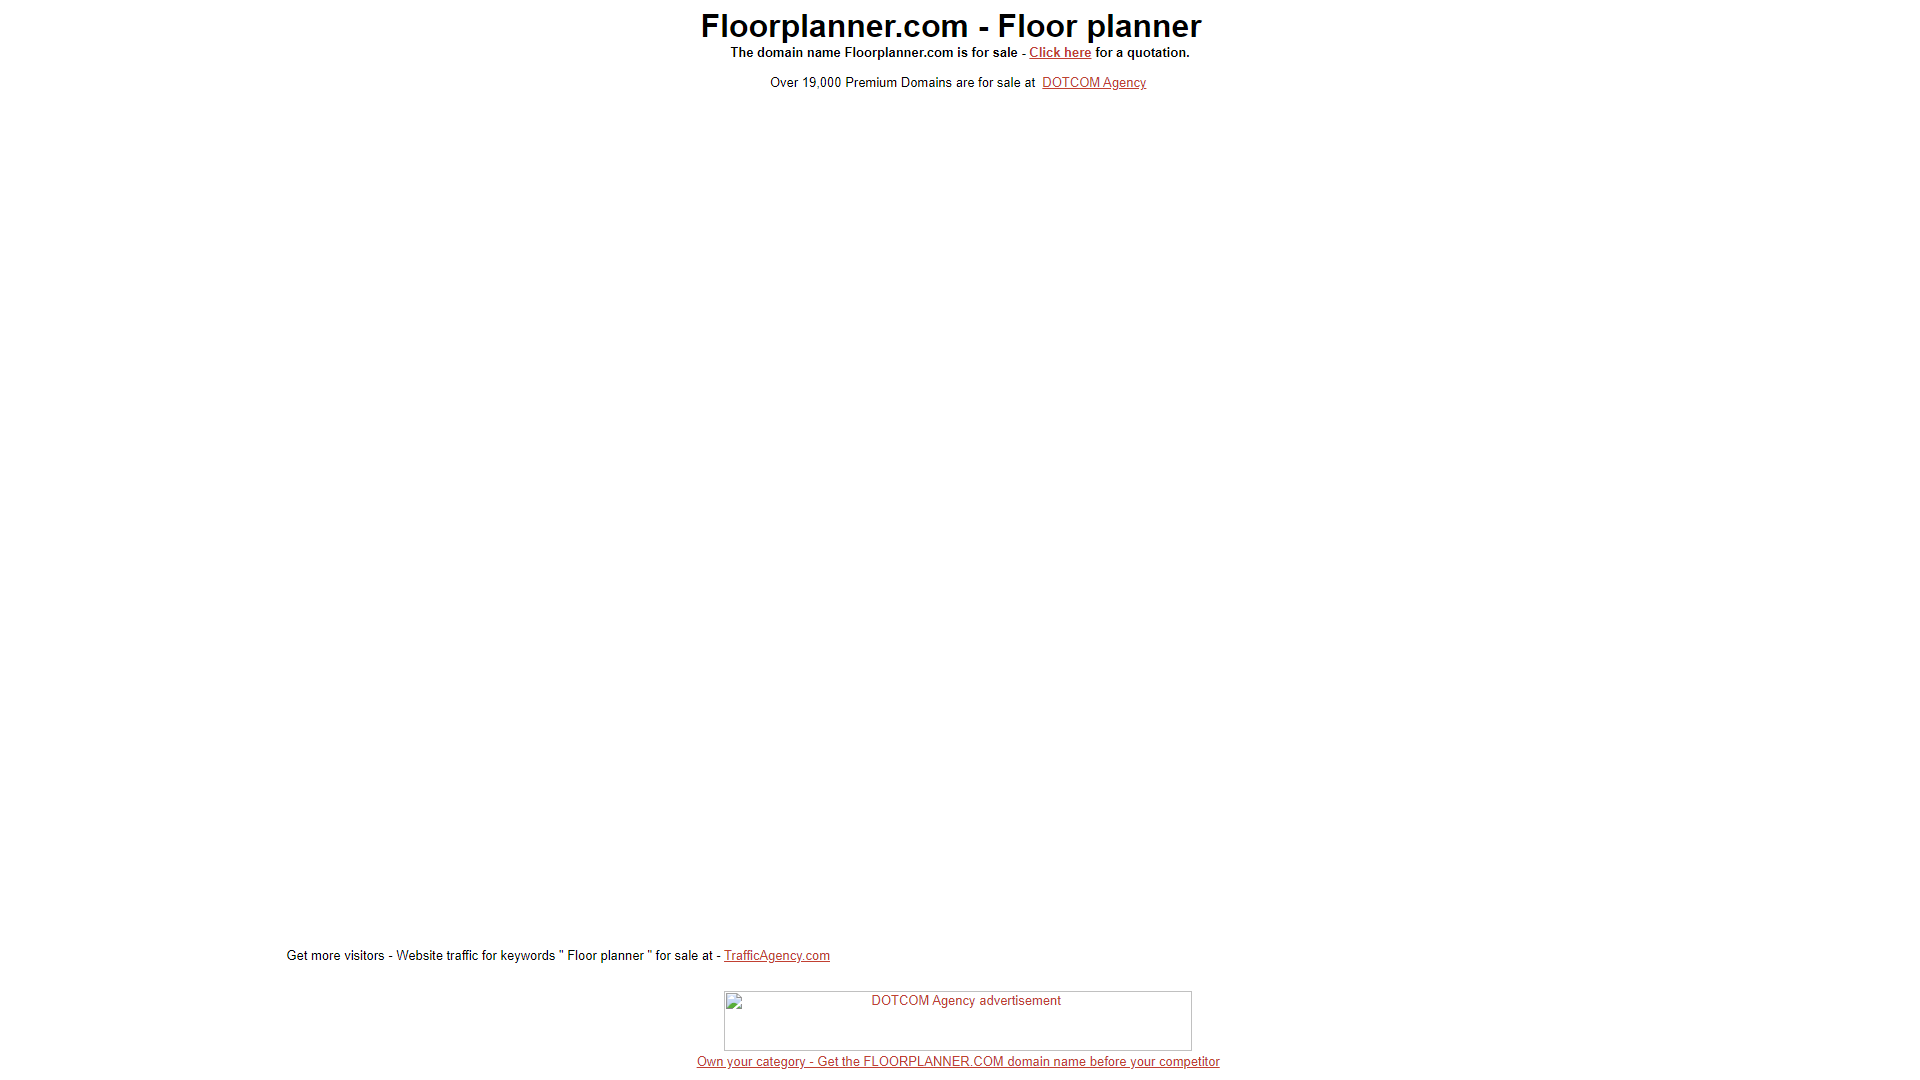 Floorplanner.com - Floor planner
The domain name Floorplanner.com is for sale - Click here for a quotation.
Over 19,000 Premium Domains are for sale at DOTCOM Agency
Get more visitors - Website traffic for keywords " Floor planner " for sale at - TrafficAgency.com
DOTCOM Agency advertisement
Own your category - Get the FLOORPLANNER.COM domain name before your competitor